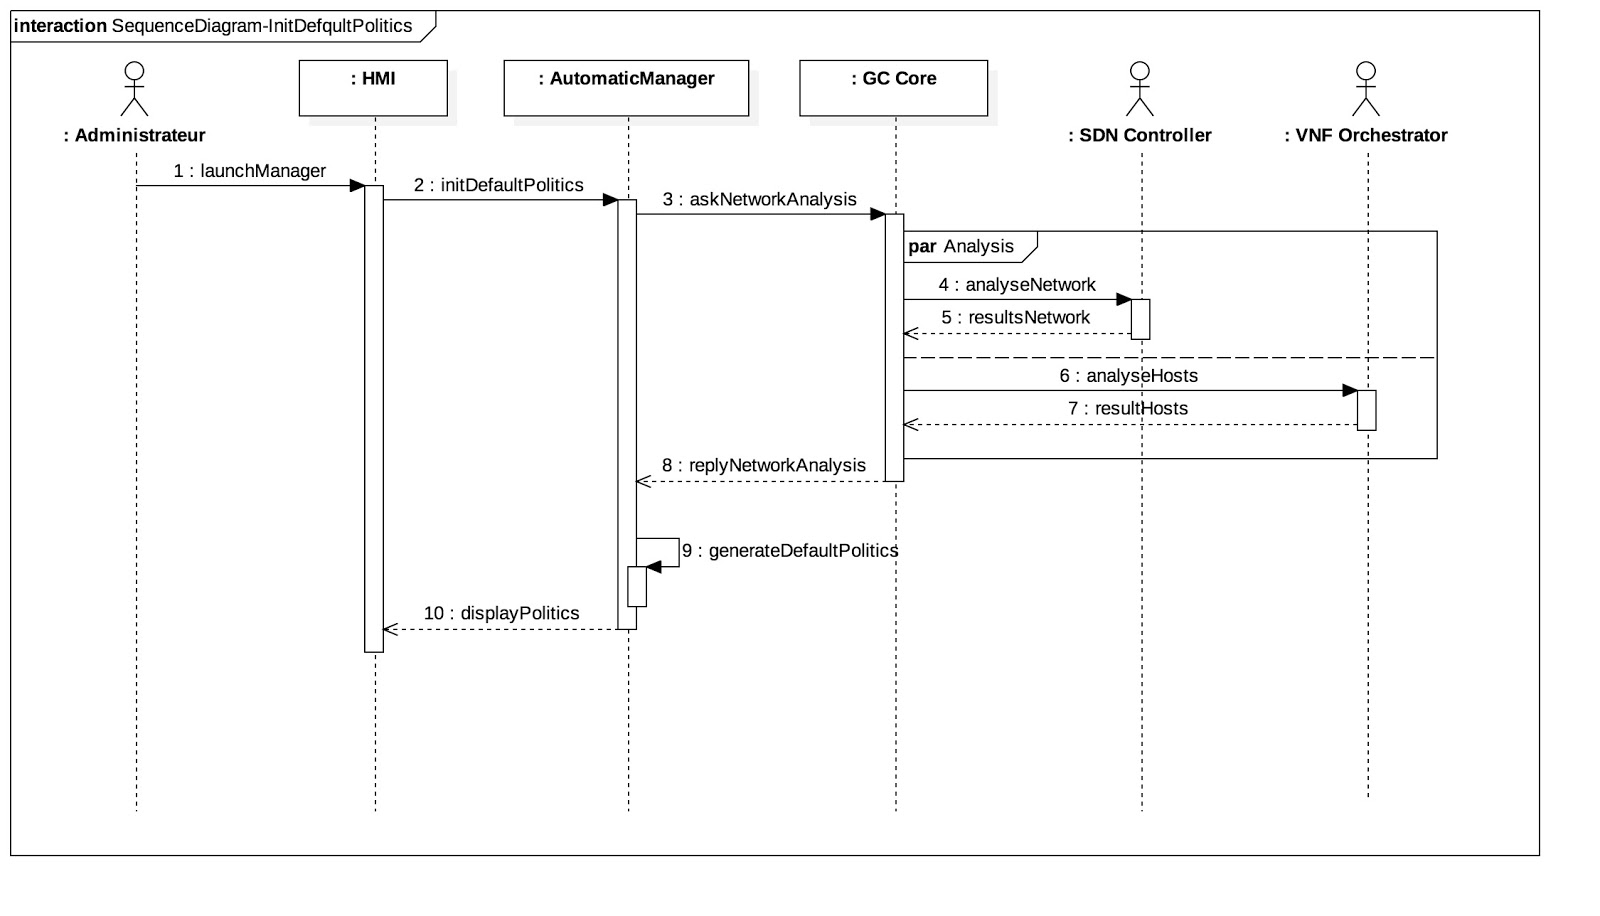 interaction SequenceDiagram-InitDefqultPolitics
: Administrateur
: HMI
: AutomaticManager
: GC Core
: SDN Controller
: VNF Orchestrator
1 : launchManager
2 : initDefaultPolitics
3 : askNetworkAnalysis
par Analysis
4 : analyseNetwork
5 : resultsNetwork
6 : analyseHosts
7 : resultHosts
8 : replyNetworkAnalysis
9 : generateDefaultPolitics
10 : displayPolitics